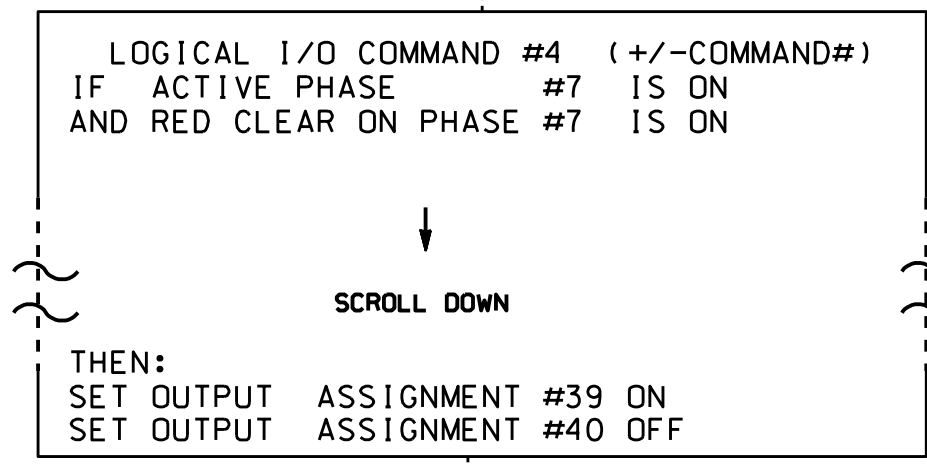 LOGICAL I/O COMMAND #4 (+/-COMMAND#)
IF ACTIVE PHASE #7 IS ON
AND RED CLEAR ON PHASE #7 IS ON
SCROLL DOWN
THEN:
SET OUTPUT ASSIGNMENT #39 ON
SET OUTPUT ASSIGNMENT #40 OFF